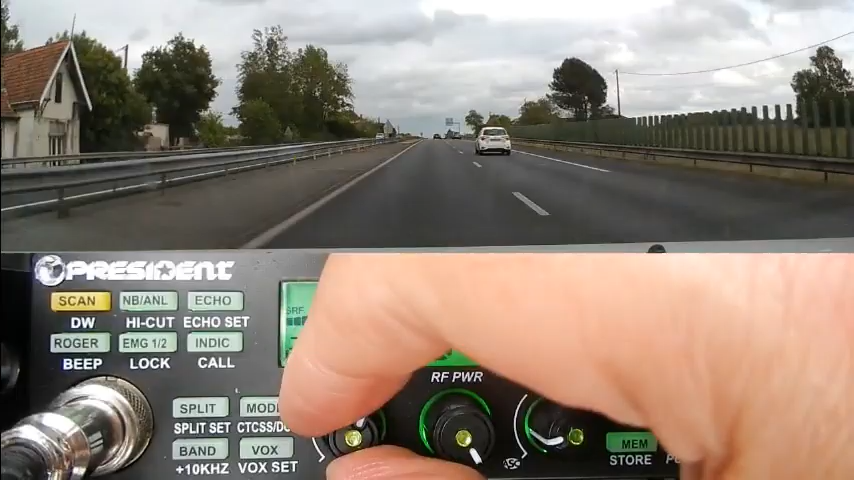 PRESIDENT
SCAN NB/ANL ECHO
DW HI-CUT ECHO SET
ROGER EMG 1/2 INDIC
BEEP LOCK CALL
RF PWR
SPLIT
SPLIT SET
BAND VOX
+10KHZ VOX SET
MEM
STORE